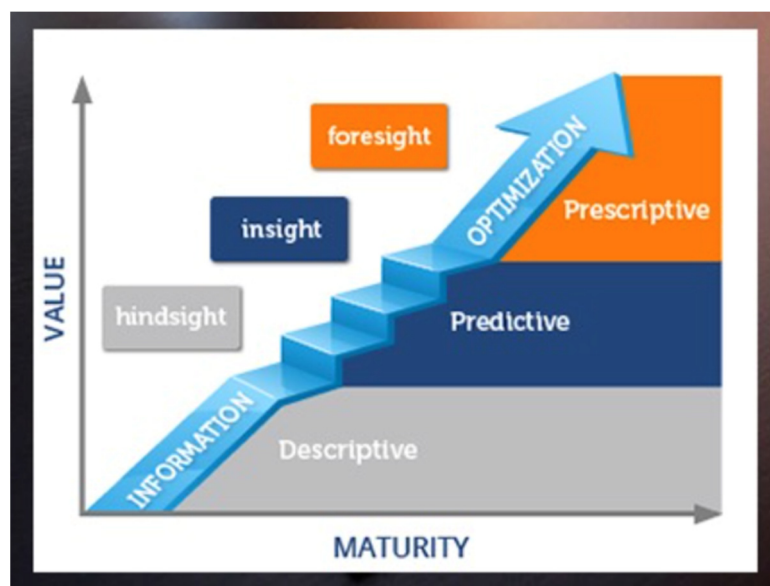 foresight
OPTIMIZATION
Prescriptive
insight
VALUE
Predictive
hindsight
INFORMATION
Descriptive
MATURITY